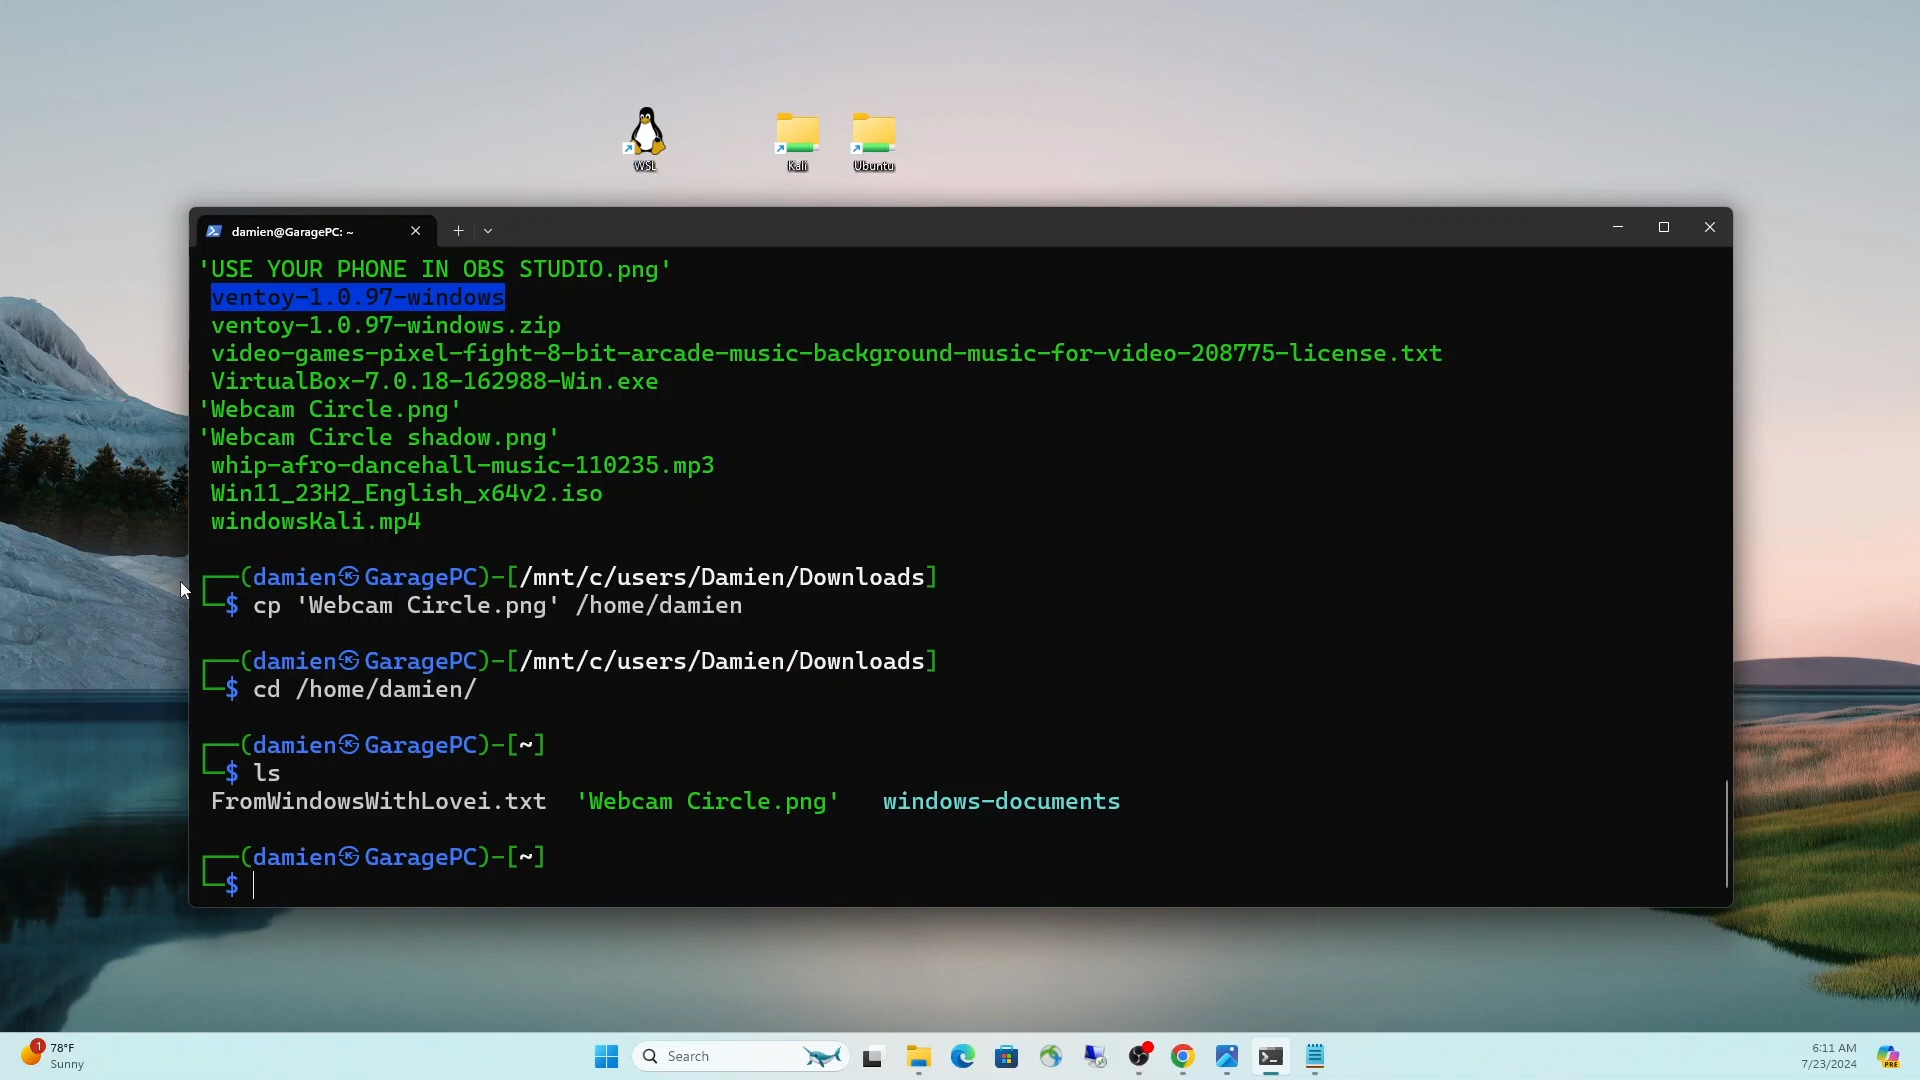 WSL
Kali
Ubuntu
damien@GaragePC: ~
'USE YOUR PHONE IN OBS STUDIO.png'
ventoy-1.0.97-windows
ventoy-1.0.97-windows.zip
video-games-pixel-fight-8-bit-arcade-music-background-music-for-video-208775-license.txt
VirtualBox-7.0.18-162988-Win.exe
'Webcam Circle.png'
'Webcam Circle shadow.png'
whip-afro-dancehall-music-110235.mp3
Win11_23H2_English_x64v2.iso
windowsKali.mp4
┌──(damien㉿GaragePC)-[/mnt/c/users/Damien/Downloads]
└─$ cp 'Webcam Circle.png' /home/damien
┌──(damien㉿GaragePC)-[/mnt/c/users/Damien/Downloads]
└─$ cd /home/damien/
┌──(damien㉿GaragePC)-[~]
└─$ ls
FromWindowsWithLovei.txt 'Webcam Circle.png' windows-documents
┌──(damien㉿GaragePC)-[~]
└─$
1
78°F
Sunny
Search
6:11 AM
7/23/2024
PRE